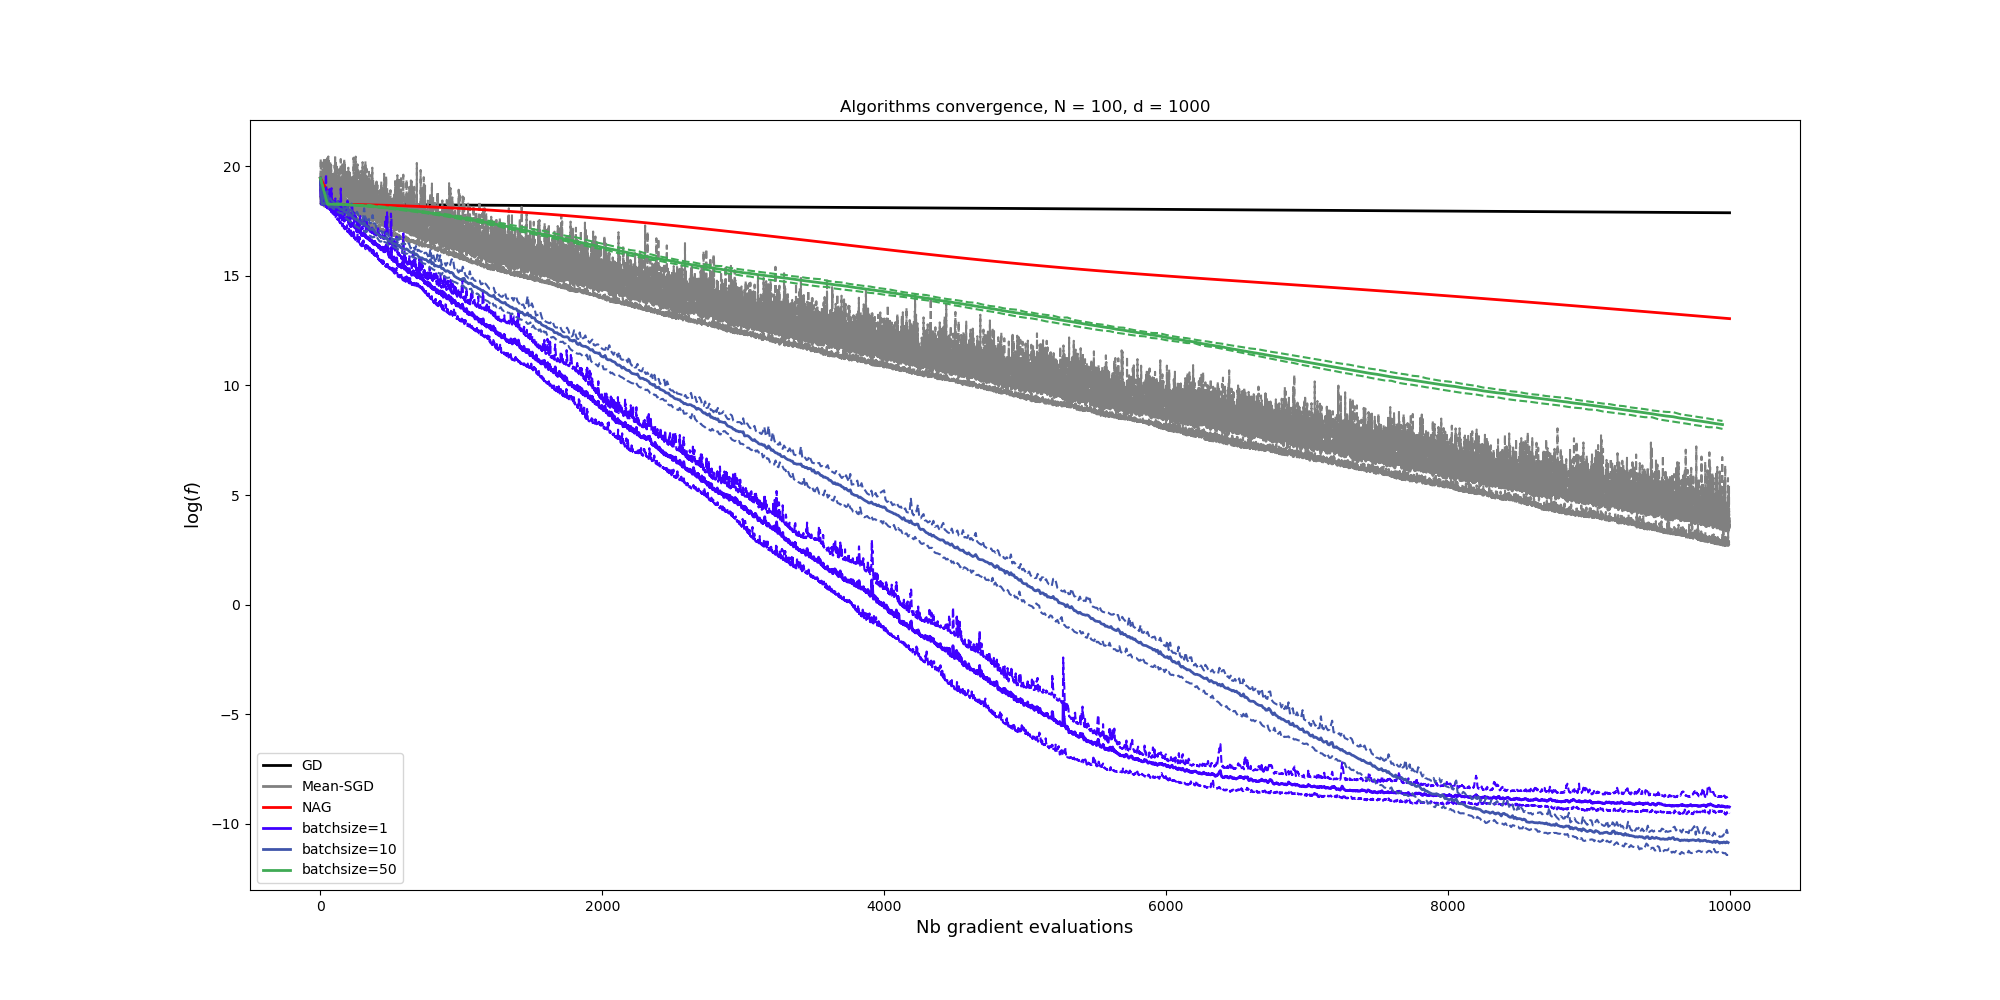 Algorithms convergence, N = 100, d = 1000
20
15
10
5
0
−5
−10
log(f)
GD
Mean-SGD
NAG
batchsize=1
batchsize=10
batchsize=50
0 2000 4000 6000 8000 10000
Nb gradient evaluations